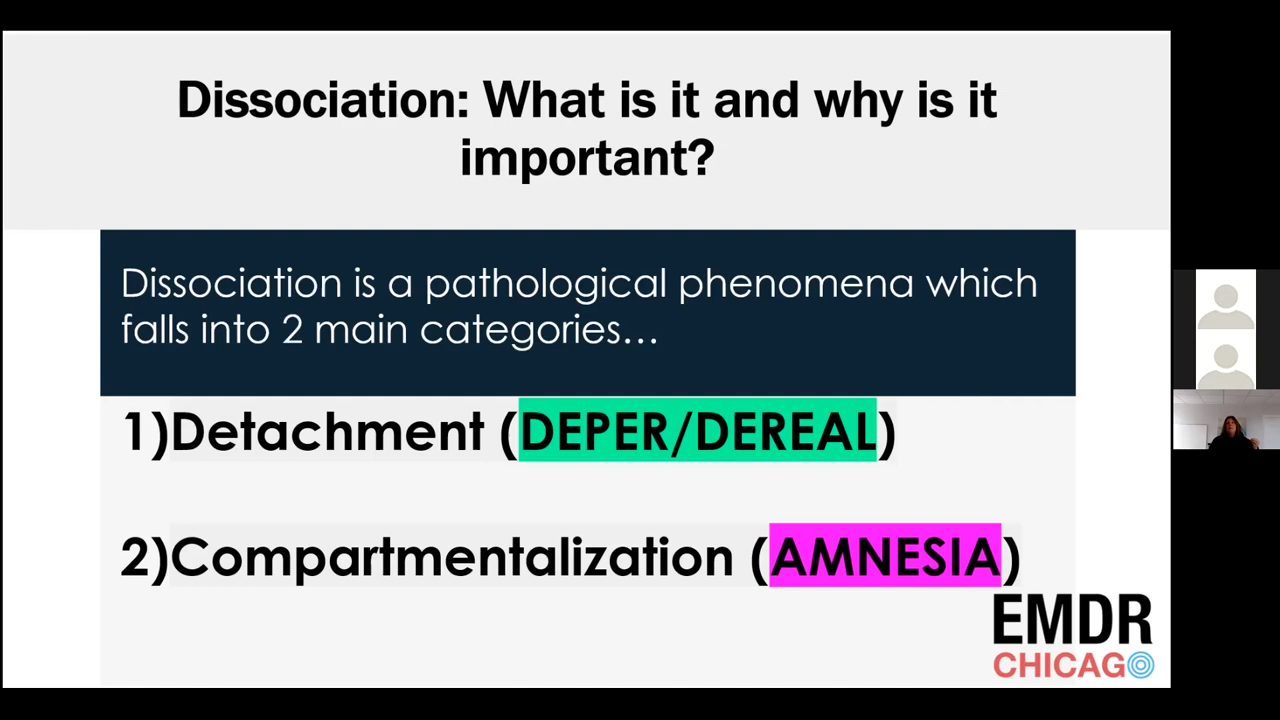 Dissociation: What is it and why is it
important?
Dissociation is a pathological phenomena which
falls into 2 main categories...
1)Detachment (DEPER/DEREAL)
2)Compartmentalization (AMNESIA)
EMDR
CHICAGO